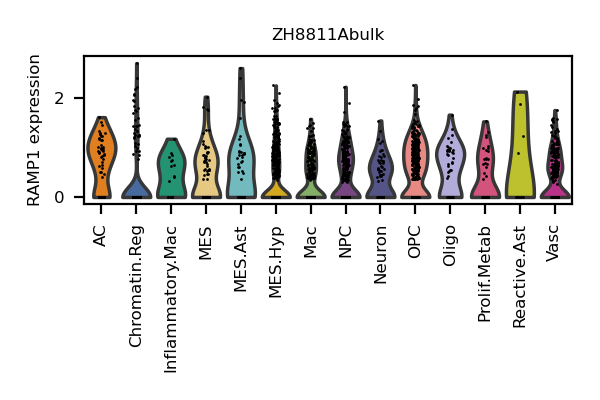 ZH8811Abulk
RAMP1 expression
2
0
AC
Chromatin.Reg
Inflammatory.Mac
MES
MES.Ast
MES.Hyp
Mac
NPC
Neuron
OPC
Oligo
Prolif.Metab
Reactive.Ast
Vasc